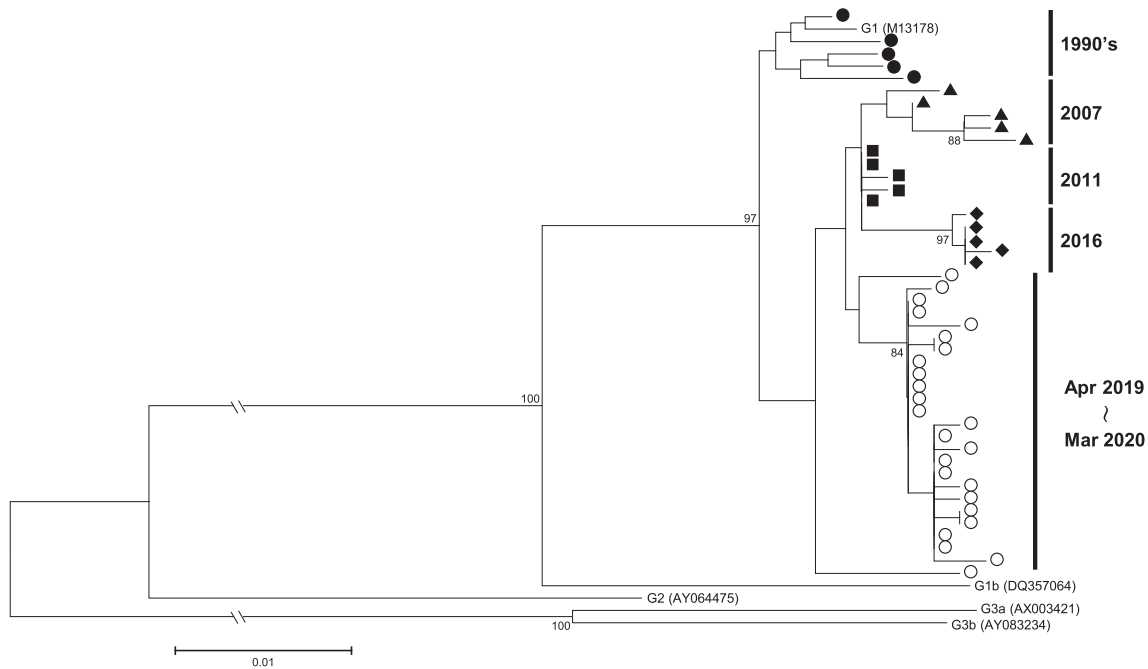 G1 (M13178)
1990's
2007
88
2011
97
97
2016
84
Apr 2019
~
Mar 2020
100
G1b (DQ357064)
G2 (AY064475)
G3a (AX003421)
100
G3b (AY083234)
0.01